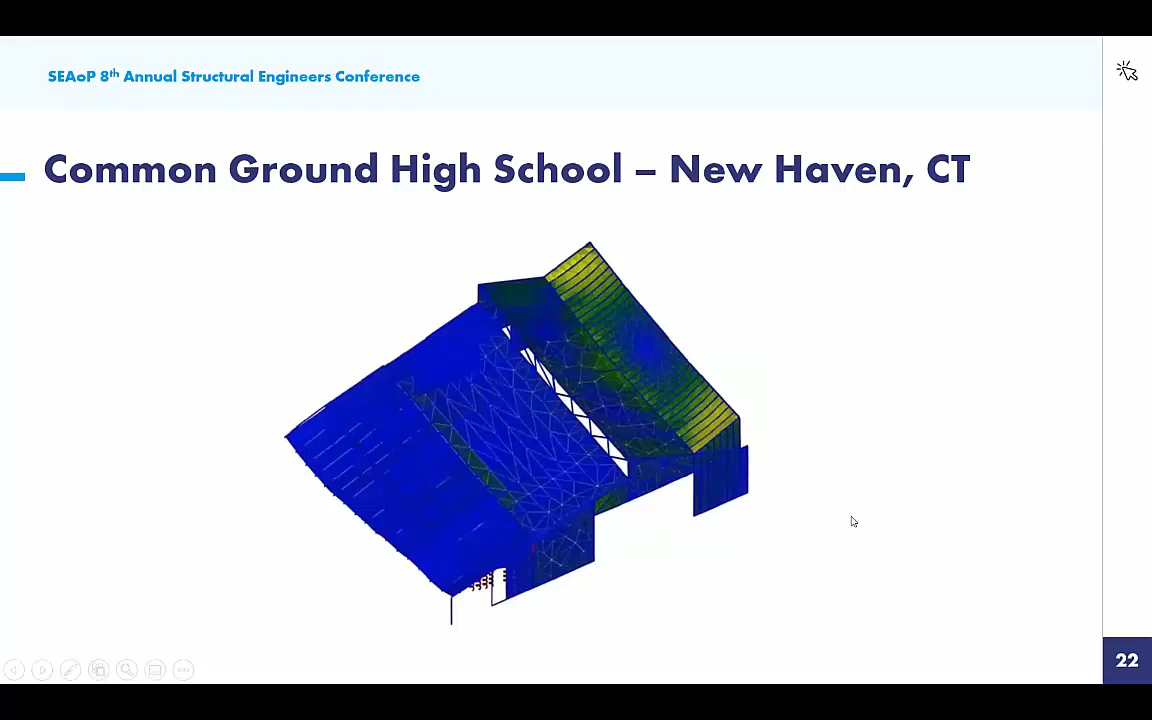 SEAoP 8th Annual Structural Engineers Conference
Common Ground High School – New Haven, CT
22